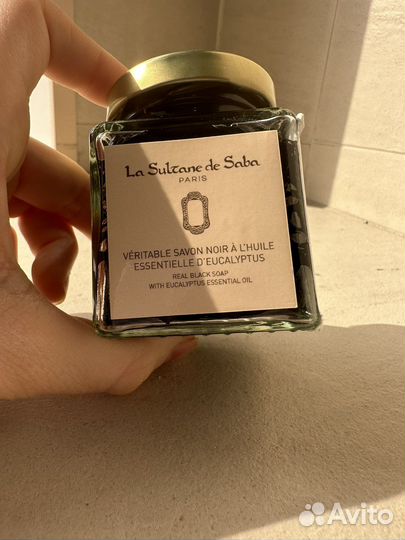 La Sultane de Saba
PARIS
VÉRITABLE SAVON NOIR À L'HUILE
ESSENTIELLE D'EUCALYPTUS
REAL BLACK SOAP
WITH EUCALYPTUS ESSENTIAL OIL
Avito